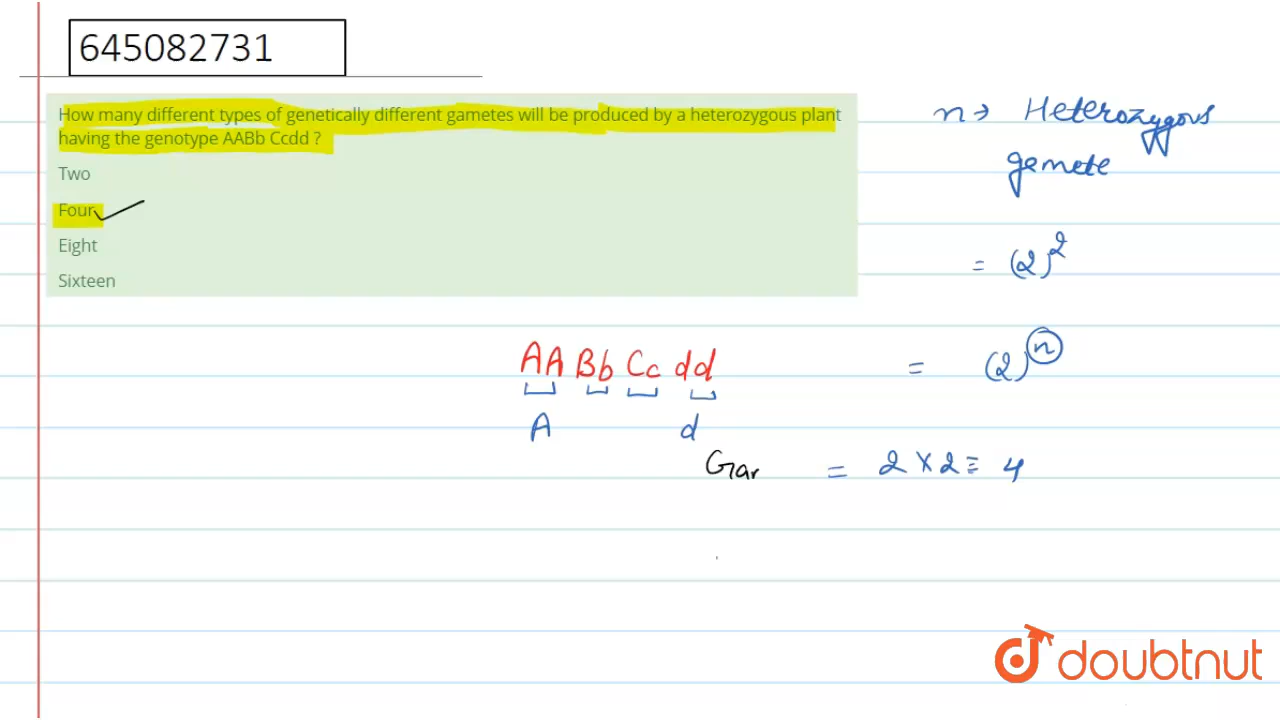 645082731
How many different types of genetically different gametes will be produced by a heterozygous plant
having the genotype AABb Ccdd ?
Two
Four
Eight
Sixteen
n→ Heterozygous
gemete
= (2)²
AA Bb Cc dd
= (2)ⁿ
A d
Gar
= 2 × 2 = 4
doubtnut